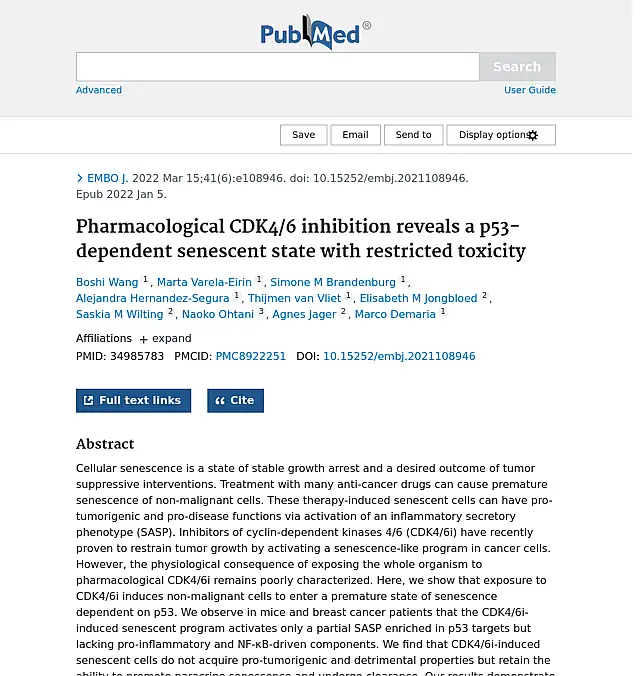 PubMed®
Search
Advanced
User Guide
Save
Email
Send to
Display options
EMBO J. 2022 Mar 15;41(6):e108946. doi: 10.15252/embj.2021108946.
Epub 2022 Jan 5.
Pharmacological CDK4/6 inhibition reveals a p53-
dependent senescent state with restricted toxicity
Boshi Wang 1, Marta Varela-Eirin 1, Simone M Brandenburg 1,
Alejandra Hernandez-Segura 1, Thijmen van Vliet 1, Elisabeth M Jongbloed 2,
Saskia M Wilting 2, Naoko Ohtani 3, Agnes Jager 2, Marco Demaria 1
Affiliations + expand
PMID: 34985783 PMCID: PMC8922251 DOI: 10.15252/embj.2021108946
Full text links
Cite
Abstract
Cellular senescence is a state of stable growth arrest and a desired outcome of tumor
suppressive interventions. Treatment with many anti-cancer drugs can cause premature
senescence of non-malignant cells. These therapy-induced senescent cells can have pro-
tumorigenic and pro-disease functions via activation of an inflammatory secretory
phenotype (SASP). Inhibitors of cyclin-dependent kinases 4/6 (CDK4/6i) have recently
proven to restrain tumor growth by activating a senescence-like program in cancer cells.
However, the physiological consequence of exposing the whole organism to
pharmacological CDK4/6i remains poorly characterized. Here, we show that exposure to
CDK4/6i induces non-malignant cells to enter a premature state of senescence
dependent on p53. We observe in mice and breast cancer patients that the CDK4/6i-
induced senescent program activates only a partial SASP enriched in p53 targets but
lacking pro-inflammatory and NF-κB-driven components. We find that CDK4/6i-induced
senescent cells do not acquire pro-tumorigenic and detrimental properties but retain the
ability to promote paracrine senescence and undergo clearance. Our results demonstrate